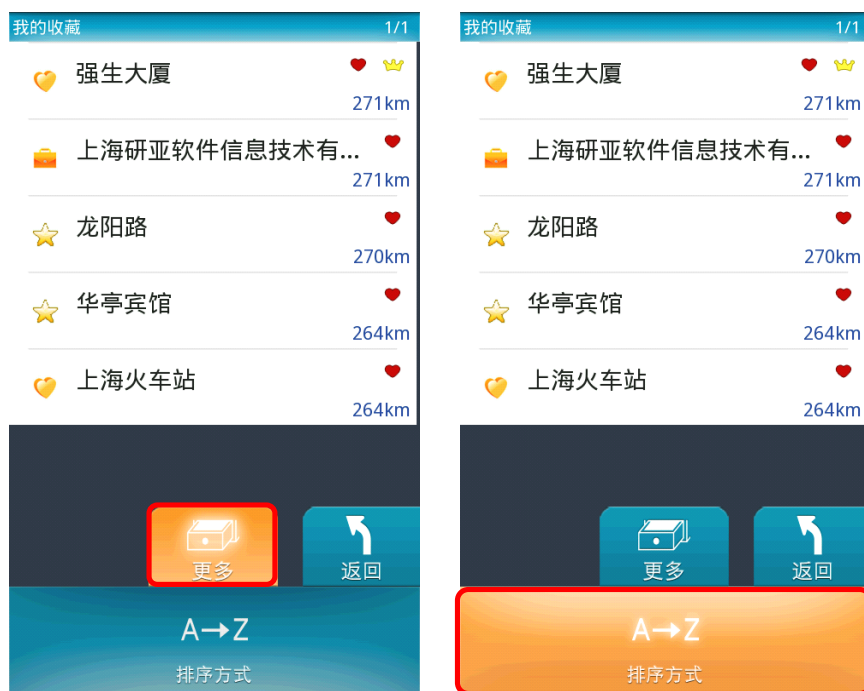 我的收藏 1/1
强生大厦
271km
上海研亚软件信息技术有...
271km
龙阳路
270km
华亭宾馆
264km
上海火车站
264km
更多
返回
A→Z
排序方式
我的收藏 1/1
强生大厦
271km
上海研亚软件信息技术有...
271km
龙阳路
270km
华亭宾馆
264km
上海火车站
264km
更多
返回
A→Z
排序方式